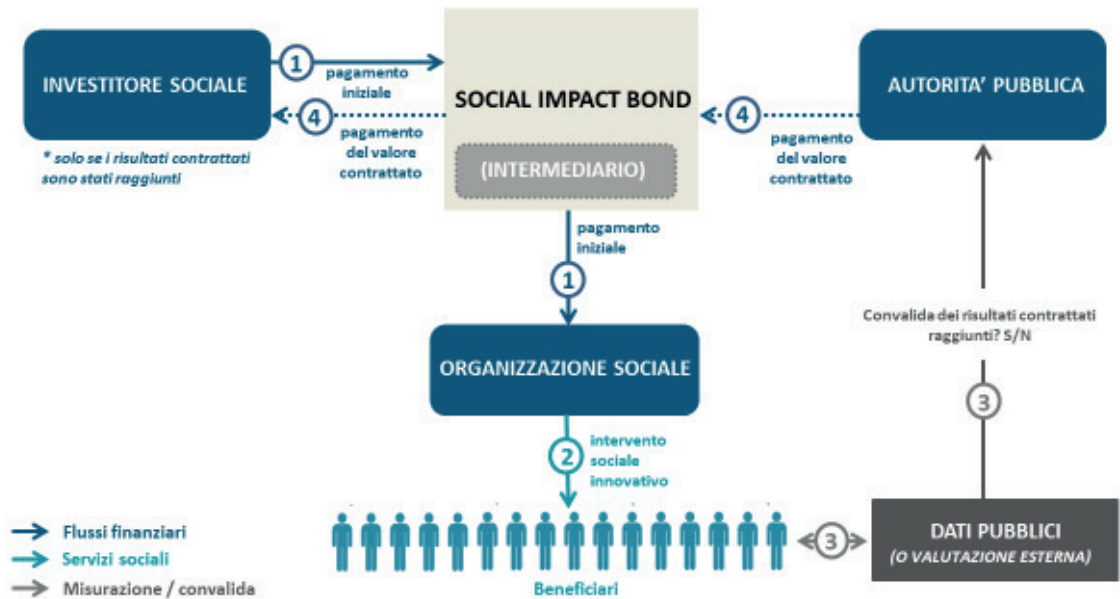 INVESTITORE SOCIALE
1
pagamento
iniziale
4
pagamento
del valore
contrattato
* solo se i risultati contrattati
sono stati raggiunti
SOCIAL IMPACT BOND
(INTERMEDIARIO)
4
pagamento
del valore
contrattato
AUTORITA’ PUBBLICA
pagamento
iniziale
1
ORGANIZZAZIONE SOCIALE
2
intervento
sociale
innovativo
Convalida dei risultati contrattati
raggiunti? S/N
3
3
DATI PUBBLICI
(O VALUTAZIONE ESTERNA)
Beneficiari
Flussi finanziari
Servizi sociali
Misurazione / convalida